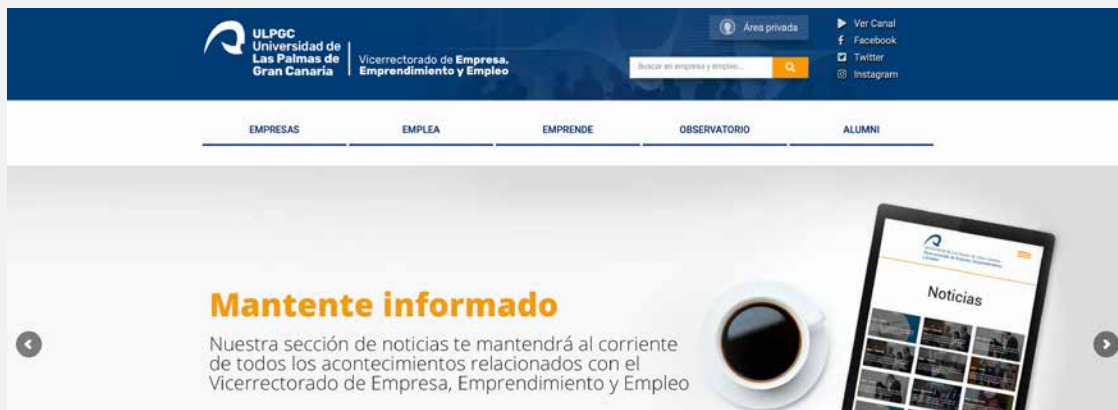 ULPGC
Universidad de
Las Palmas de
Gran Canaria
Vicerrectorado de Empresa,
Emprendimiento y Empleo
Área privada
Buscar en empresa y empleo...
Ver Canal
Facebook
Twitter
Instagram
EMPRESAS
EMPLEA
EMPRENDE
OBSERVATORIO
ALUMNI
Mantente informado
Nuestra sección de noticias te mantendrá al corriente
de todos los acontecimientos relacionados con el
Vicerrectorado de Empresa, Emprendimiento y Empleo
Noticias